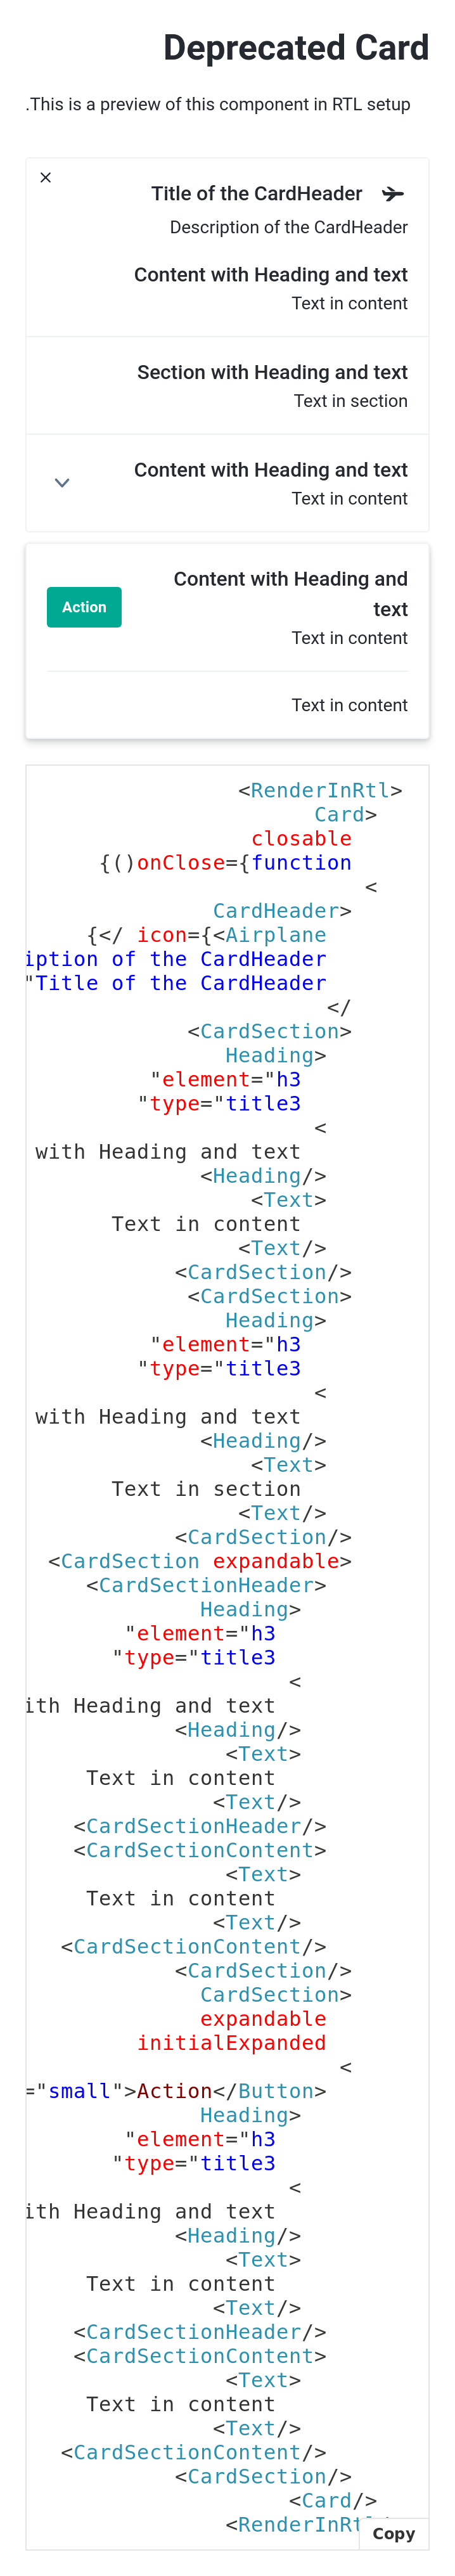 Deprecated Card
.This is a preview of this component in RTL setup
Title of the CardHeader
Description of the CardHeader
Content with Heading and text
Text in content
Section with Heading and text
Text in section
Content with Heading and text
Text in content
Content with Heading and
text
Action
Text in content
Text in content
<RenderInRtl>
Card>
closable
{()onClose={function
<
CardHeader>
{</ icon={<Airplane
iption of the CardHeader
"Title of the CardHeader
</
<CardSection>
Heading>
"element="h3
"type="title3
<
with Heading and text
<Heading/>
<Text>
Text in content
<Text/>
<CardSection/>
<CardSection>
Heading>
"element="h3
"type="title3
<
with Heading and text
<Heading/>
<Text>
Text in section
<Text/>
<CardSection/>
<CardSection expandable>
<CardSectionHeader>
Heading>
"element="h3
"type="title3
<
ith Heading and text
<Heading/>
<Text>
Text in content
<Text/>
<CardSectionHeader/>
<CardSectionContent>
<Text>
Text in content
<Text/>
<CardSectionContent/>
<CardSection/>
CardSection>
expandable
initialExpanded
<
="small">Action</Button>
Heading>
"element="h3
"type="title3
<
ith Heading and text
<Heading/>
<Text>
Text in content
<Text/>
<CardSectionHeader/>
<CardSectionContent>
<Text>
Text in content
<Text/>
<CardSectionContent/>
<CardSection/>
<Card/>
<RenderInRtl
Copy